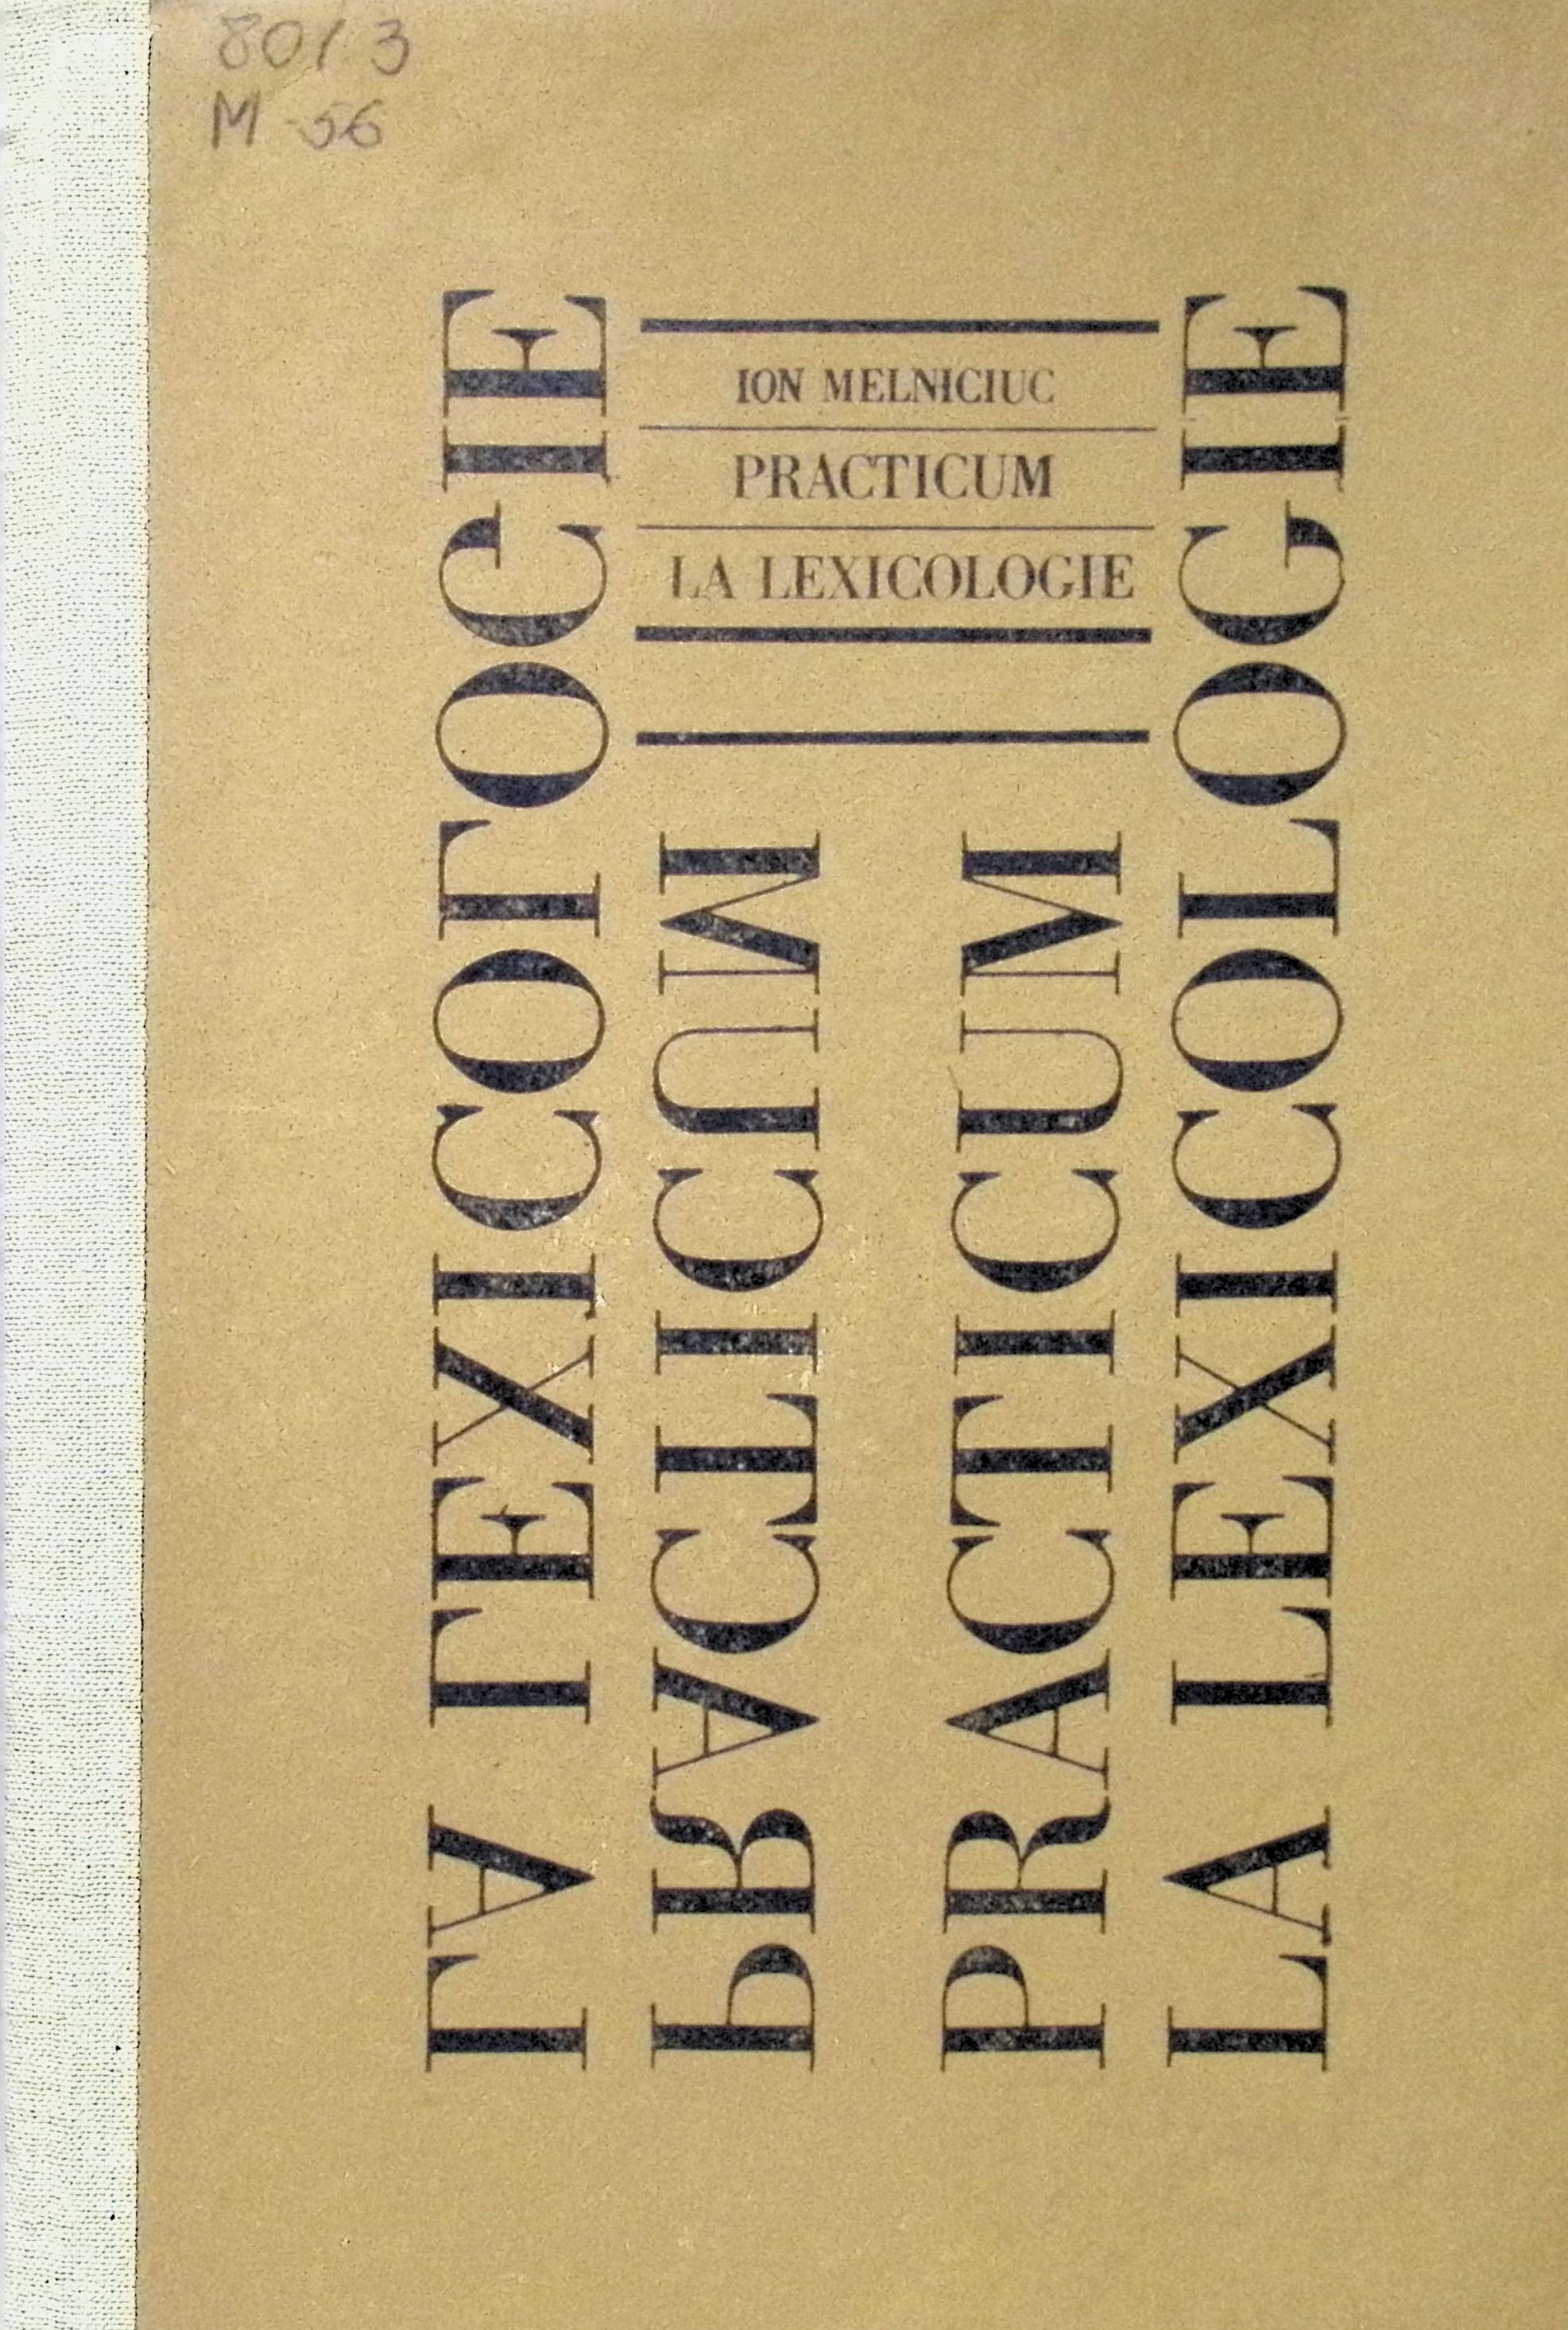 801.3
M-56
ION MELNICIUC
PRACTICUM
LA LEXICOLOGIE
LA LEXICOLOGIE
PRACTICUM
PRACTICUM
LA LEXICOLOGIE